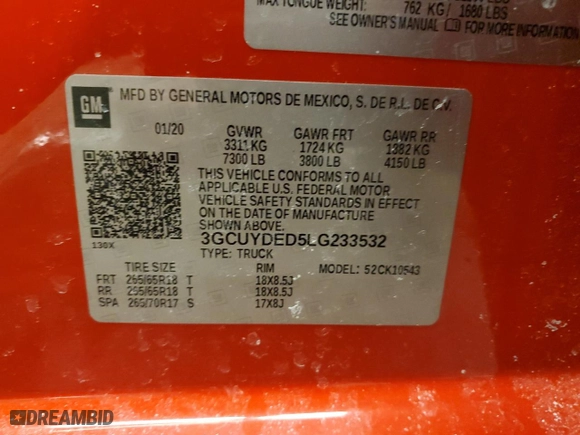 MAX TONGUE WEIGHT: 762 KG / 1680 LBS
SEE OWNER'S MANUAL FOR MORE INFORMATION
GM
MFD BY GENERAL MOTORS DE MEXICO, S. DE R.L. DE C.V.
01/20 GVWR GAWR FRT GAWR RR
3311 KG 1724 KG 1882 KG
7300 LB 3800 LB 4150 LB
THIS VEHICLE CONFORMS TO ALL
APPLICABLE U.S. FEDERAL MOTOR
VEHICLE SAFETY STANDARDS IN EFFECT
ON THE DATE OF MANUFACTURE
SHOWN ABOVE.
130X
3GCUYDED5LG233532
TYPE: TRUCK
TIRE SIZE RIM MODEL: 52CK10543
FRT 265/65R18 T 18X8.5J
RR 265/65R18 T 18X8.5J
SPA 265/70R17 S 17X8J
DREAMBID